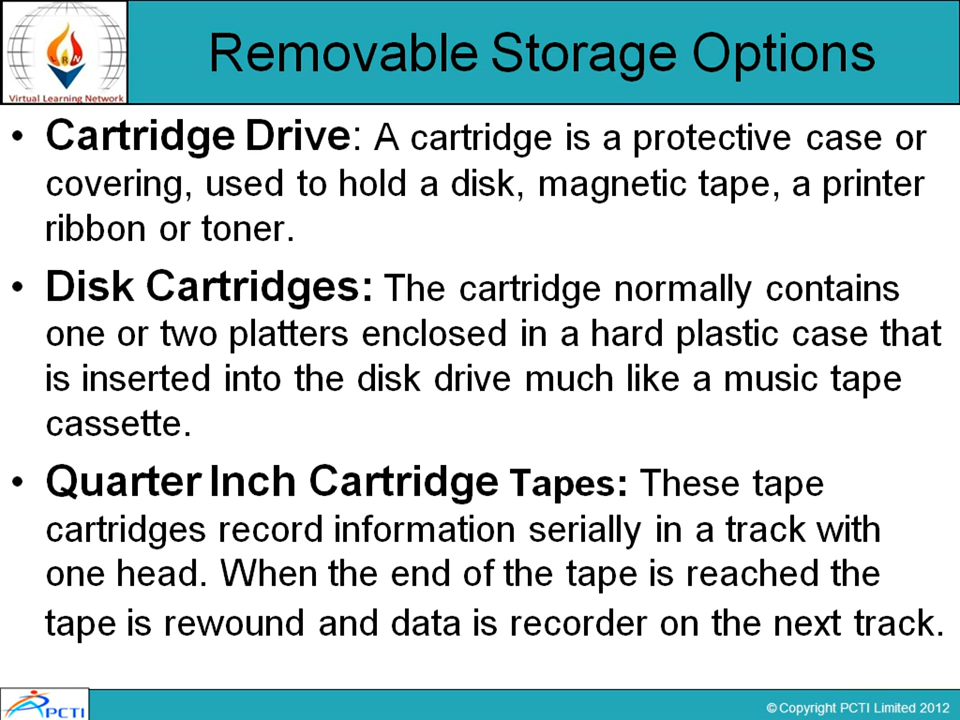 Removable Storage Options
RN
Virtual Learning Network
• Cartridge Drive: A cartridge is a protective case or
covering, used to hold a disk, magnetic tape, a printer
ribbon or toner.
• Disk Cartridges: The cartridge normally contains
one or two platters enclosed in a hard plastic case that
is inserted into the disk drive much like a music tape
cassette.
• Quarter Inch Cartridge Tapes: These tape
cartridges record information serially in a track with
one head. When the end of the tape is reached the
tape is rewound and data is recorder on the next track.
PCTI
© Copyright PCTI Limited 2012